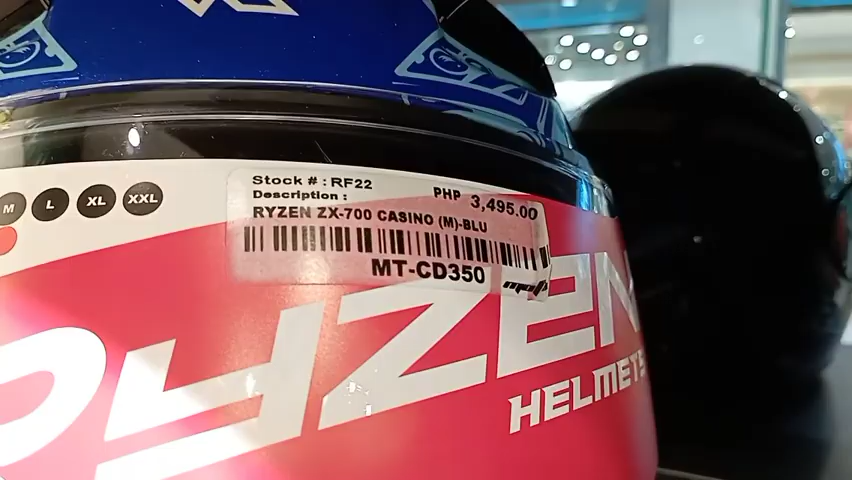 M L XL XXL
Stock # : RF22
PHP 3,495.00
Description :
RYZEN ZX-700 CASINO (M)-BLU
MT-CD350
RYZEN
HELMETS